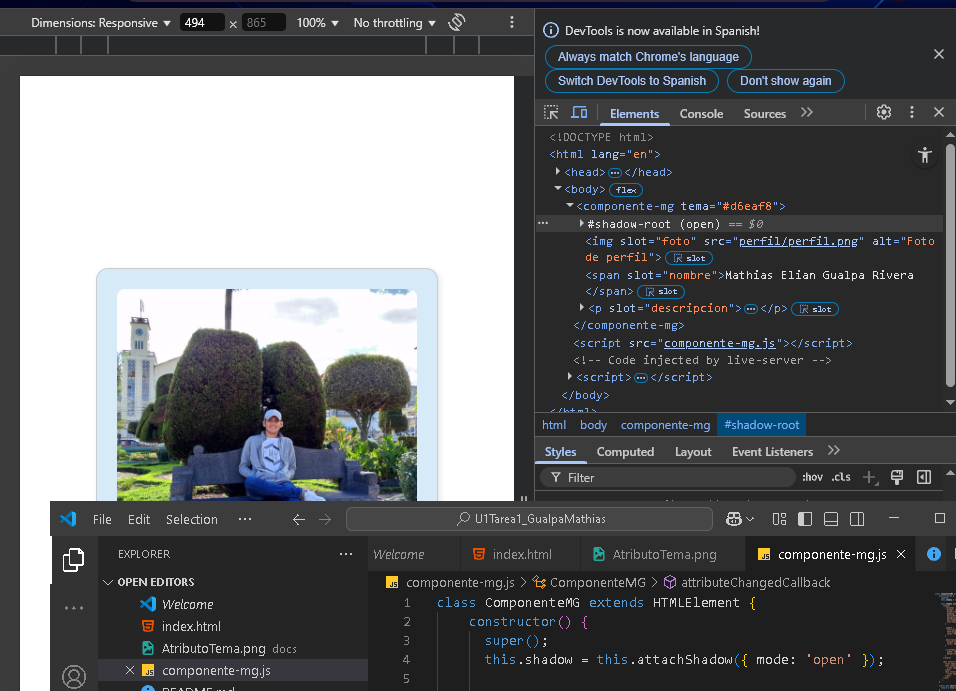 Dimensions: Responsive ▼ 494 × 865 100% ▼ No throttling ▼
DevTools is now available in Spanish!
Always match Chrome's language
Switch DevTools to Spanish Don't show again
Elements Console Sources
<!DOCTYPE html>
<html lang="en">
<head> ⋯ </head>
<body> flex
<componente-mg tema="#d6eaf8">
#shadow-root (open) == $0
<img slot="foto" src="perfil/perfil.png" alt="Foto
de perfil"> slot
<span slot="nombre">Mathias Elian Gualpa Rivera
</span> slot
<p slot="descripcion"> ⋯ </p> slot
</componente-mg>
<script src="componente-mg.js"></script>
<!-- Code injected by live-server -->
<script> ⋯ </script>
</body>
</html>
html body componente-mg #shadow-root
Styles Computed Layout Event Listeners
Filter :hov .cls
File Edit Selection ⋯ U1Tarea1_GualpaMathias
EXPLORER ⋯ Welcome index.html AtributoTema.png componente-mg.js
OPEN EDITORS
Welcome
index.html
AtributoTema.png docs
componente-mg.js
README.md
componente-mg.js > ComponenteMG > attributeChangedCallback
1 class ComponenteMG extends HTMLElement {
2 constructor() {
3 super();
4 this.shadow = this.attachShadow({ mode: 'open' });
5